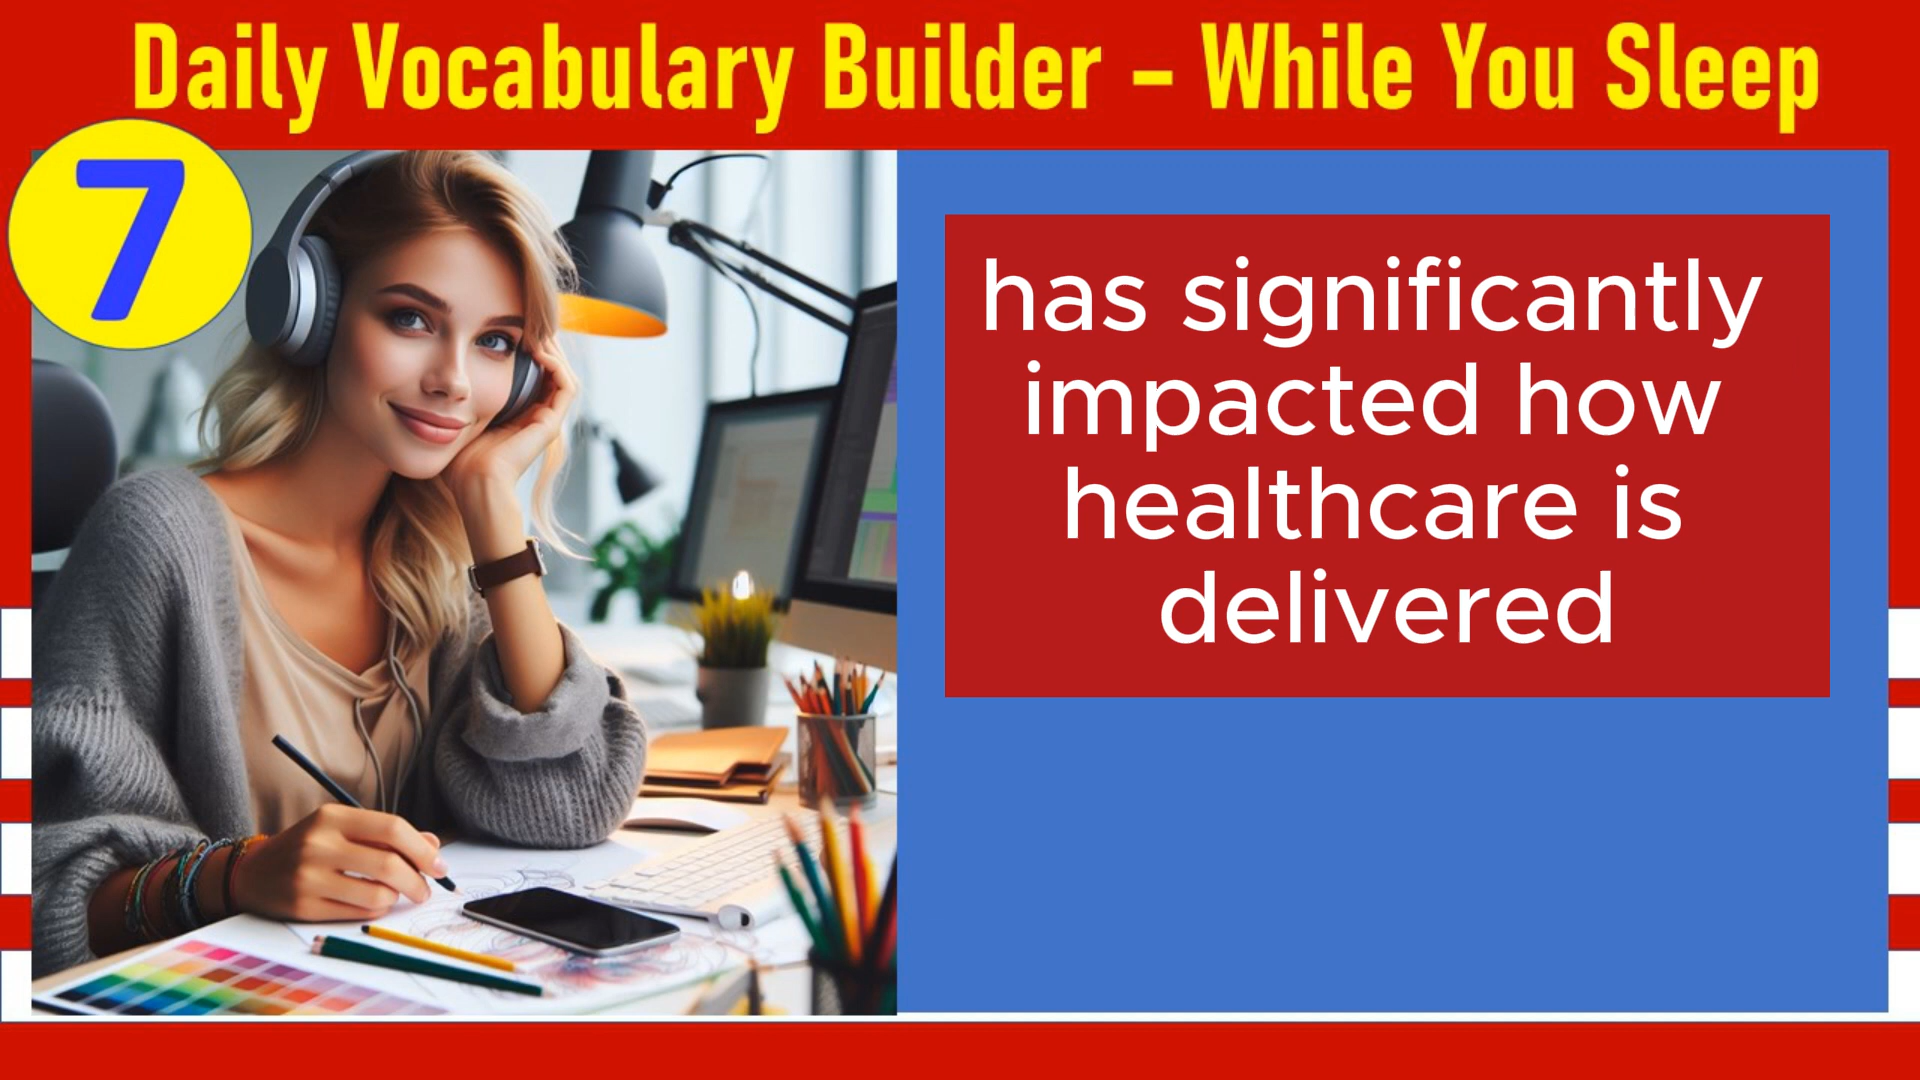 Daily Vocabulary Builder – While You Sleep
7
has significantly
impacted how
healthcare is
delivered